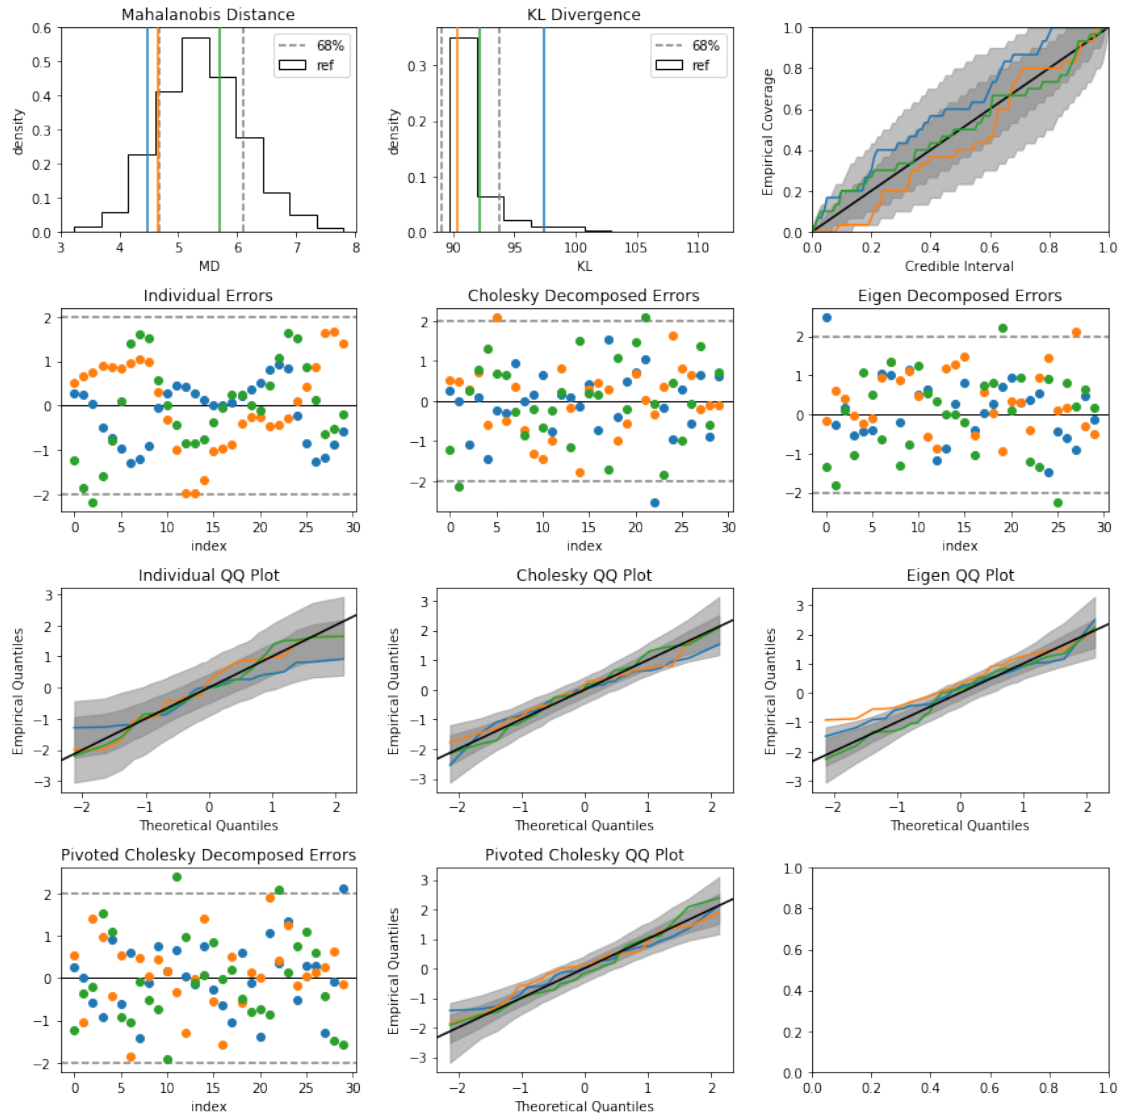 Mahalanobis Distance
0.6
0.5
0.4
0.3
0.2
0.1
0.0
density
68%
ref
3 4 5 6 7 8
MD
KL Divergence
0.3
0.2
0.1
0.0
density
68%
ref
90 95 100 105 110
KL
1.0
0.8
0.6
0.4
0.2
0.0
Empirical Coverage
0.0 0.2 0.4 0.6 0.8 1.0
Credible Interval
Individual Errors
2
1
0
−1
−2
0 5 10 15 20 25 30
index
Cholesky Decomposed Errors
2
1
0
−1
−2
0 5 10 15 20 25 30
index
Eigen Decomposed Errors
2
1
0
−1
−2
0 5 10 15 20 25 30
index
Individual QQ Plot
3
2
1
0
−1
−2
−3
Empirical Quantiles
−2 −1 0 1 2
Theoretical Quantiles
Cholesky QQ Plot
3
2
1
0
−1
−2
−3
Empirical Quantiles
−2 −1 0 1 2
Theoretical Quantiles
Eigen QQ Plot
3
2
1
0
−1
−2
−3
Empirical Quantiles
−2 −1 0 1 2
Theoretical Quantiles
Pivoted Cholesky Decomposed Errors
2
1
0
−1
−2
0 5 10 15 20 25 30
index
Pivoted Cholesky QQ Plot
3
2
1
0
−1
−2
−3
Empirical Quantiles
−2 −1 0 1 2
Theoretical Quantiles
1.0
0.8
0.6
0.4
0.2
0.0
0.0 0.2 0.4 0.6 0.8 1.0